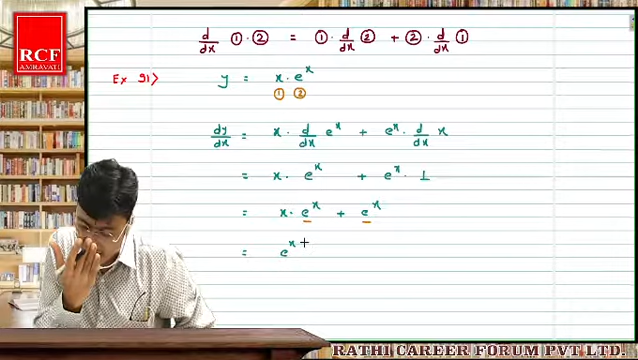 RCF
AMRAVATI
d/dx ①·② = ①·d/dx ② + ②·d/dx ①
Ex 91> y = x·e^x
① ②
dy/dx = x·d/dx e^x + e^x·d/dx x
= x·e^x + e^x·1
= x·e^x + e^x
= e^x
RATHI CAREER FORUM PVT LTD.